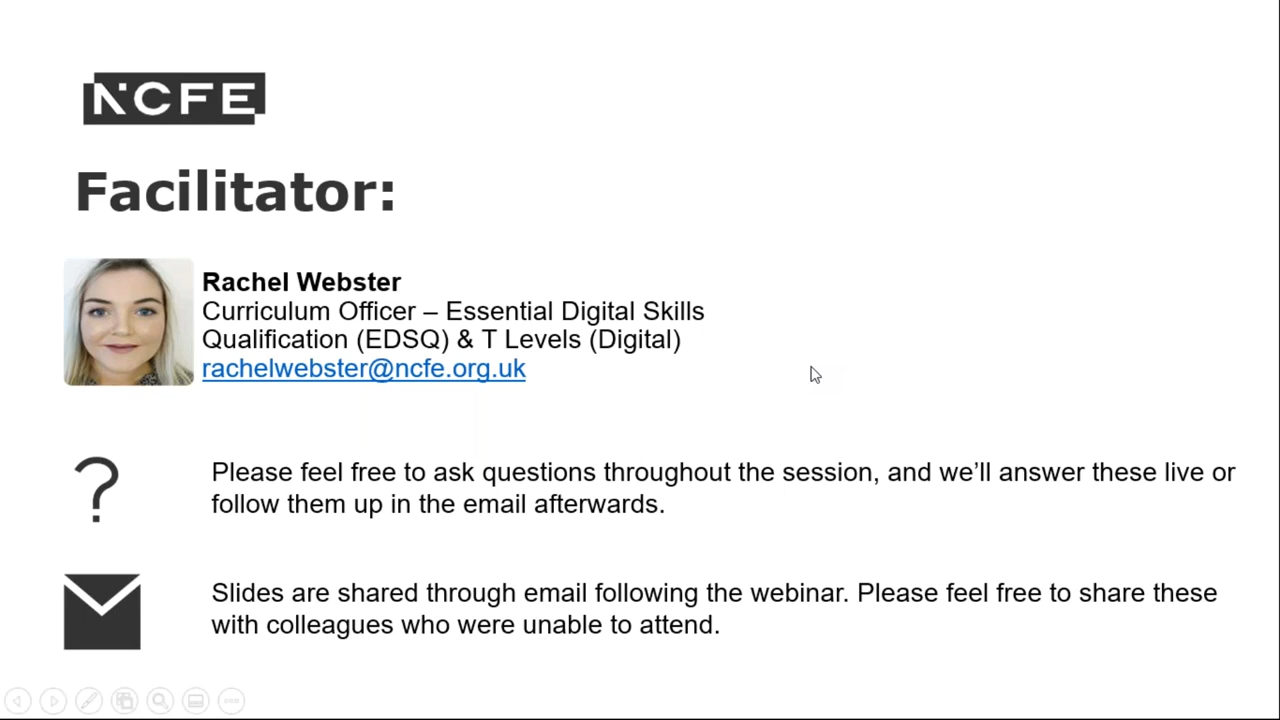 NCFE
Facilitator:
Rachel Webster
Curriculum Officer – Essential Digital Skills
Qualification (EDSQ) & T Levels (Digital)
rachelwebster@ncfe.org.uk
?
Please feel free to ask questions throughout the session, and we’ll answer these live or
follow them up in the email afterwards.
Slides are shared through email following the webinar. Please feel free to share these
with colleagues who were unable to attend.